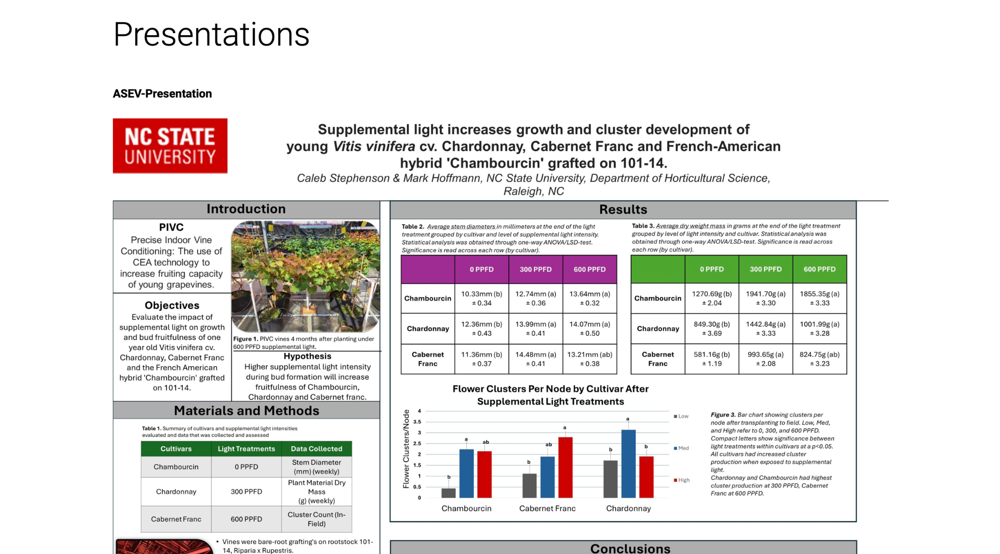 Presentations
ASEV-Presentation
NC STATE
UNIVERSITY
Supplemental light increases growth and cluster development of
young Vitis vinifera cv. Chardonnay, Cabernet Franc and French-American
hybrid 'Chambourcin' grafted on 101-14.
Caleb Stephenson & Mark Hoffmann, NC State University, Department of Horticultural Science,
Raleigh, NC
Introduction
PIVC
Precise Indoor Vine
Conditioning: The use of
CEA technology to
increase fruiting capacity
of young grapevines.
Objectives
Evaluate the impact of
supplemental light on growth
and bud fruitfulness of one
year old Vitis vinifera cv.
Chardonnay, Cabernet Franc
and the French American
hybrid 'Chambourcin' grafted
on 101-14.
Figure 1. PIVC vines 4 months after planting under
600 PPFD supplemental light.
Hypothesis
Higher supplemental light intensity
during bud formation will increase
fruitfulness of Chambourcin,
Chardonnay and Cabernet franc.
Materials and Methods
Table 1. Summary of cultivars and supplemental light intensities
evaluated and data that was collected and assessed
Cultivars Light Treatments Data Collected
Chambourcin 0 PPFD Stem Diameter
(mm) (weekly)
Chardonnay 300 PPFD Plant Material Dry
Mass
(g) (weekly)
Cabernet Franc 600 PPFD Cluster Count (In-
Field)
• Vines were bare-root grafting's on rootstock 101-
14, Riparia x Rupestris.
Results
Table 2. Average stem diameters in millimeters at the end of the light
treatment grouped by cultivar and level of supplemental light intensity.
Statistical analysis was obtained through one-way ANOVA/LSD-test.
Significance is read across each row (by cultivar).
0 PPFD 300 PPFD 600 PPFD
Chambourcin 10.33mm (b) 12.74mm (a) 13.64mm (a)
± 0.34 ± 0.36 ± 0.32
Chardonnay 12.36mm (b) 13.99mm (a) 14.07mm (a)
± 0.43 ± 0.41 ± 0.50
Cabernet Franc 11.36mm (b) 14.48mm (a) 13.21mm (ab)
± 0.37 ± 0.41 ± 0.38
Table 3. Average dry weight mass in grams at the end of the light treatment
grouped by level of light intensity and cultivar. Statistical analysis was
obtained through one-way ANOVA/LSD-test. Significance is read across
each row (by cultivar).
0 PPFD 300 PPFD 600 PPFD
Chambourcin 1270.69g (b) 1941.70g (a) 1855.35g (a)
± 2.04 ± 3.30 ± 3.33
Chardonnay 849.30g (b) 1442.84g (a) 1001.99g (a)
± 3.69 ± 3.33 ± 3.28
Cabernet Franc 581.16g (b) 993.65g (a) 824.75g (ab)
± 1.19 ± 2.08 ± 3.23
Flower Clusters Per Node by Cultivar After
Supplemental Light Treatments
Flower Clusters/Node
4
3.5
3
2.5
2
1.5
1
0.5
0
b a ab
b ab a
b a b
Chambourcin Cabernet Franc Chardonnay
Low
Med
High
Figure 3. Bar chart showing clusters per
node after transplanting to field. Low, Med,
and High refer to 0, 300, and 600 PPFD.
Compact letters show significance between
light treatments within cultivars at a p<0.05.
All cultivars had increased cluster
production when exposed to supplemental
light.
Chardonnay and Chambourcin had highest
cluster production at 300 PPFD, Cabernet
Franc at 600 PPFD.
Conclusions